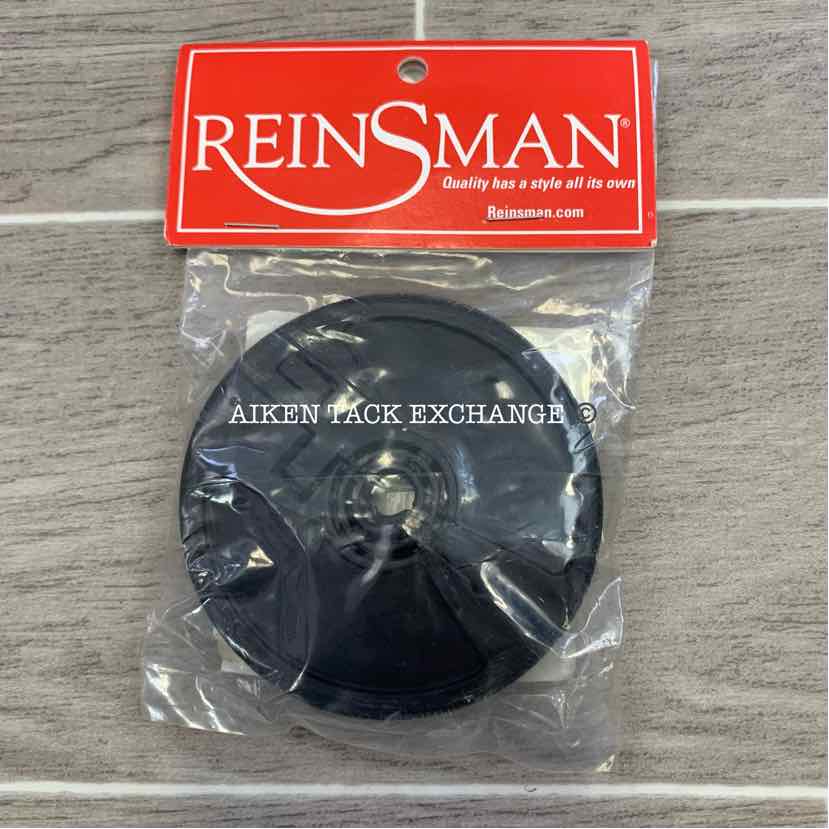 REINSMAN®
Quality has a style all its own
Reinsman.com
AIKEN TACK EXCHANGE ©